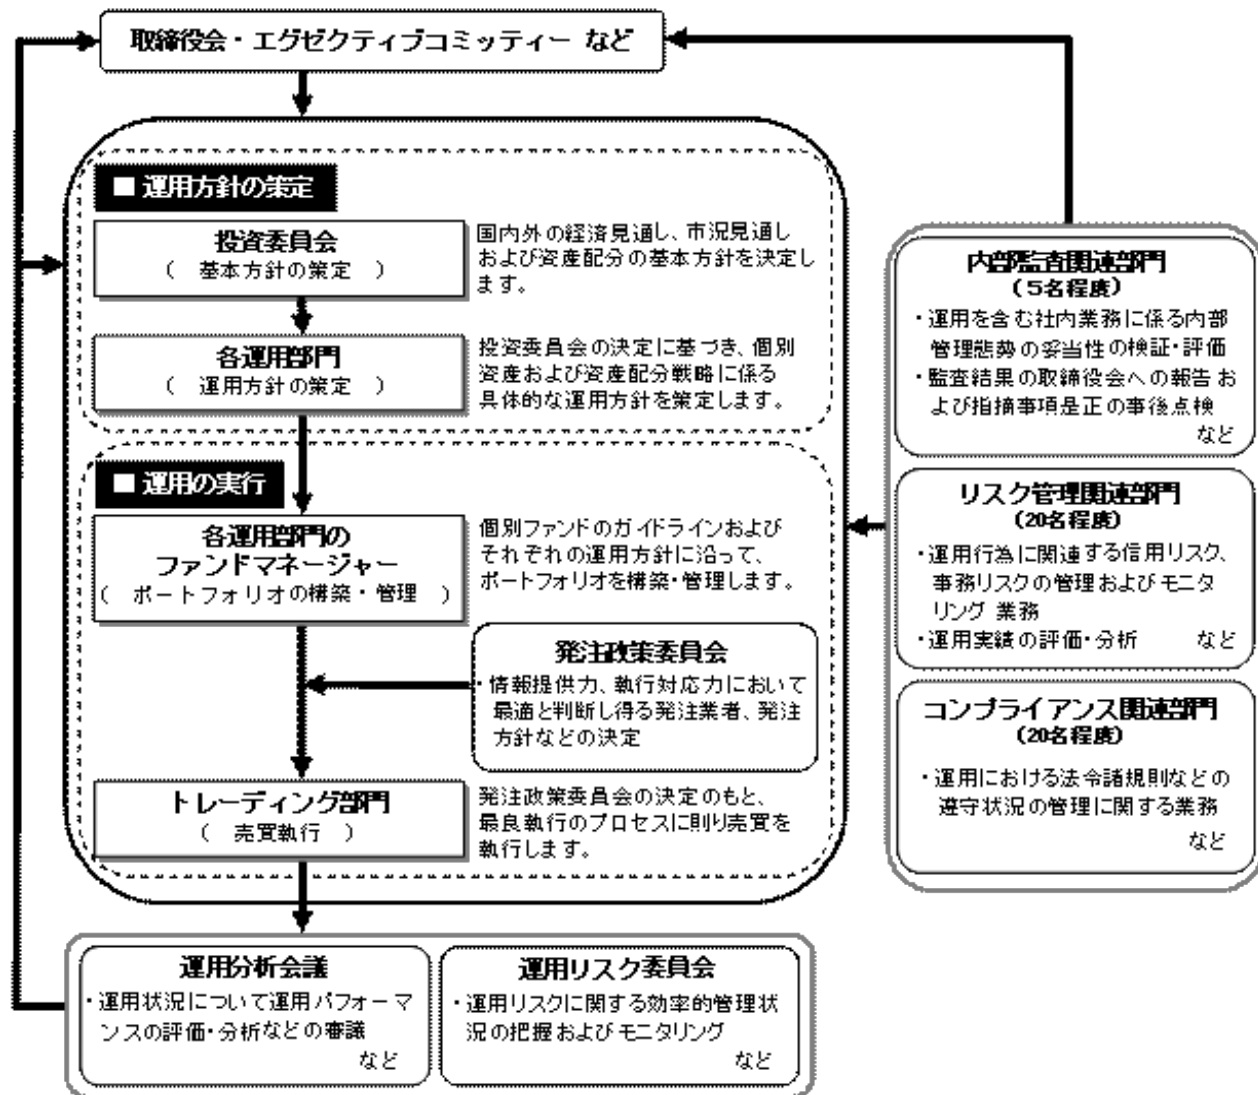 取締役会・エグゼクティブコミッティー など
■ 運用方針の策定
投資委員会
（ 基本方針の策定 ）
国内外の経済見通し、市況見通し
および資産配分の基本方針を決定し
ます。
各運用部門
（ 運用方針の策定 ）
投資委員会の決定に基づき、個別
資産および資産配分戦略に係る
具体的な運用方針を策定します。
■ 運用の実行
各運用部門の
ファンドマネージャー
（ ポートフォリオの構築・管理 ）
個別ファンドのガイドラインおよび
それぞれの運用方針に沿って、
ポートフォリオを構築・管理します。
発注政策委員会
・情報提供力、執行対応力において
最適と判断し得る発注業者、発注
方針などの決定
トレーディング部門
（ 売買執行 ）
発注政策委員会の決定のもと、
最良執行のプロセスに則り売買を
執行します。
運用分析会議
・運用状況について運用パフォーマ
ンスの評価・分析などの審議
など
運用リスク委員会
・運用リスクに関する効率的管理状
況の把握およびモニタリング
など
内部監査関連部門
（5名程度）
・運用を含む社内業務に係る内部
管理態勢の妥当性の検証・評価
・監査結果の取締役会への報告 お
よび指摘事項是正の事後点検
など
リスク管理関連部門
（20名程度）
・運用行為に関連する信用リスク、
事務リスクの管理および モニタ
リング 業務
・運用実績の評価・分析 など
コンプライアンス関連部門
（20名程度）
・運用における法令諸規則などの
遵守状況の管理に関する業務
など